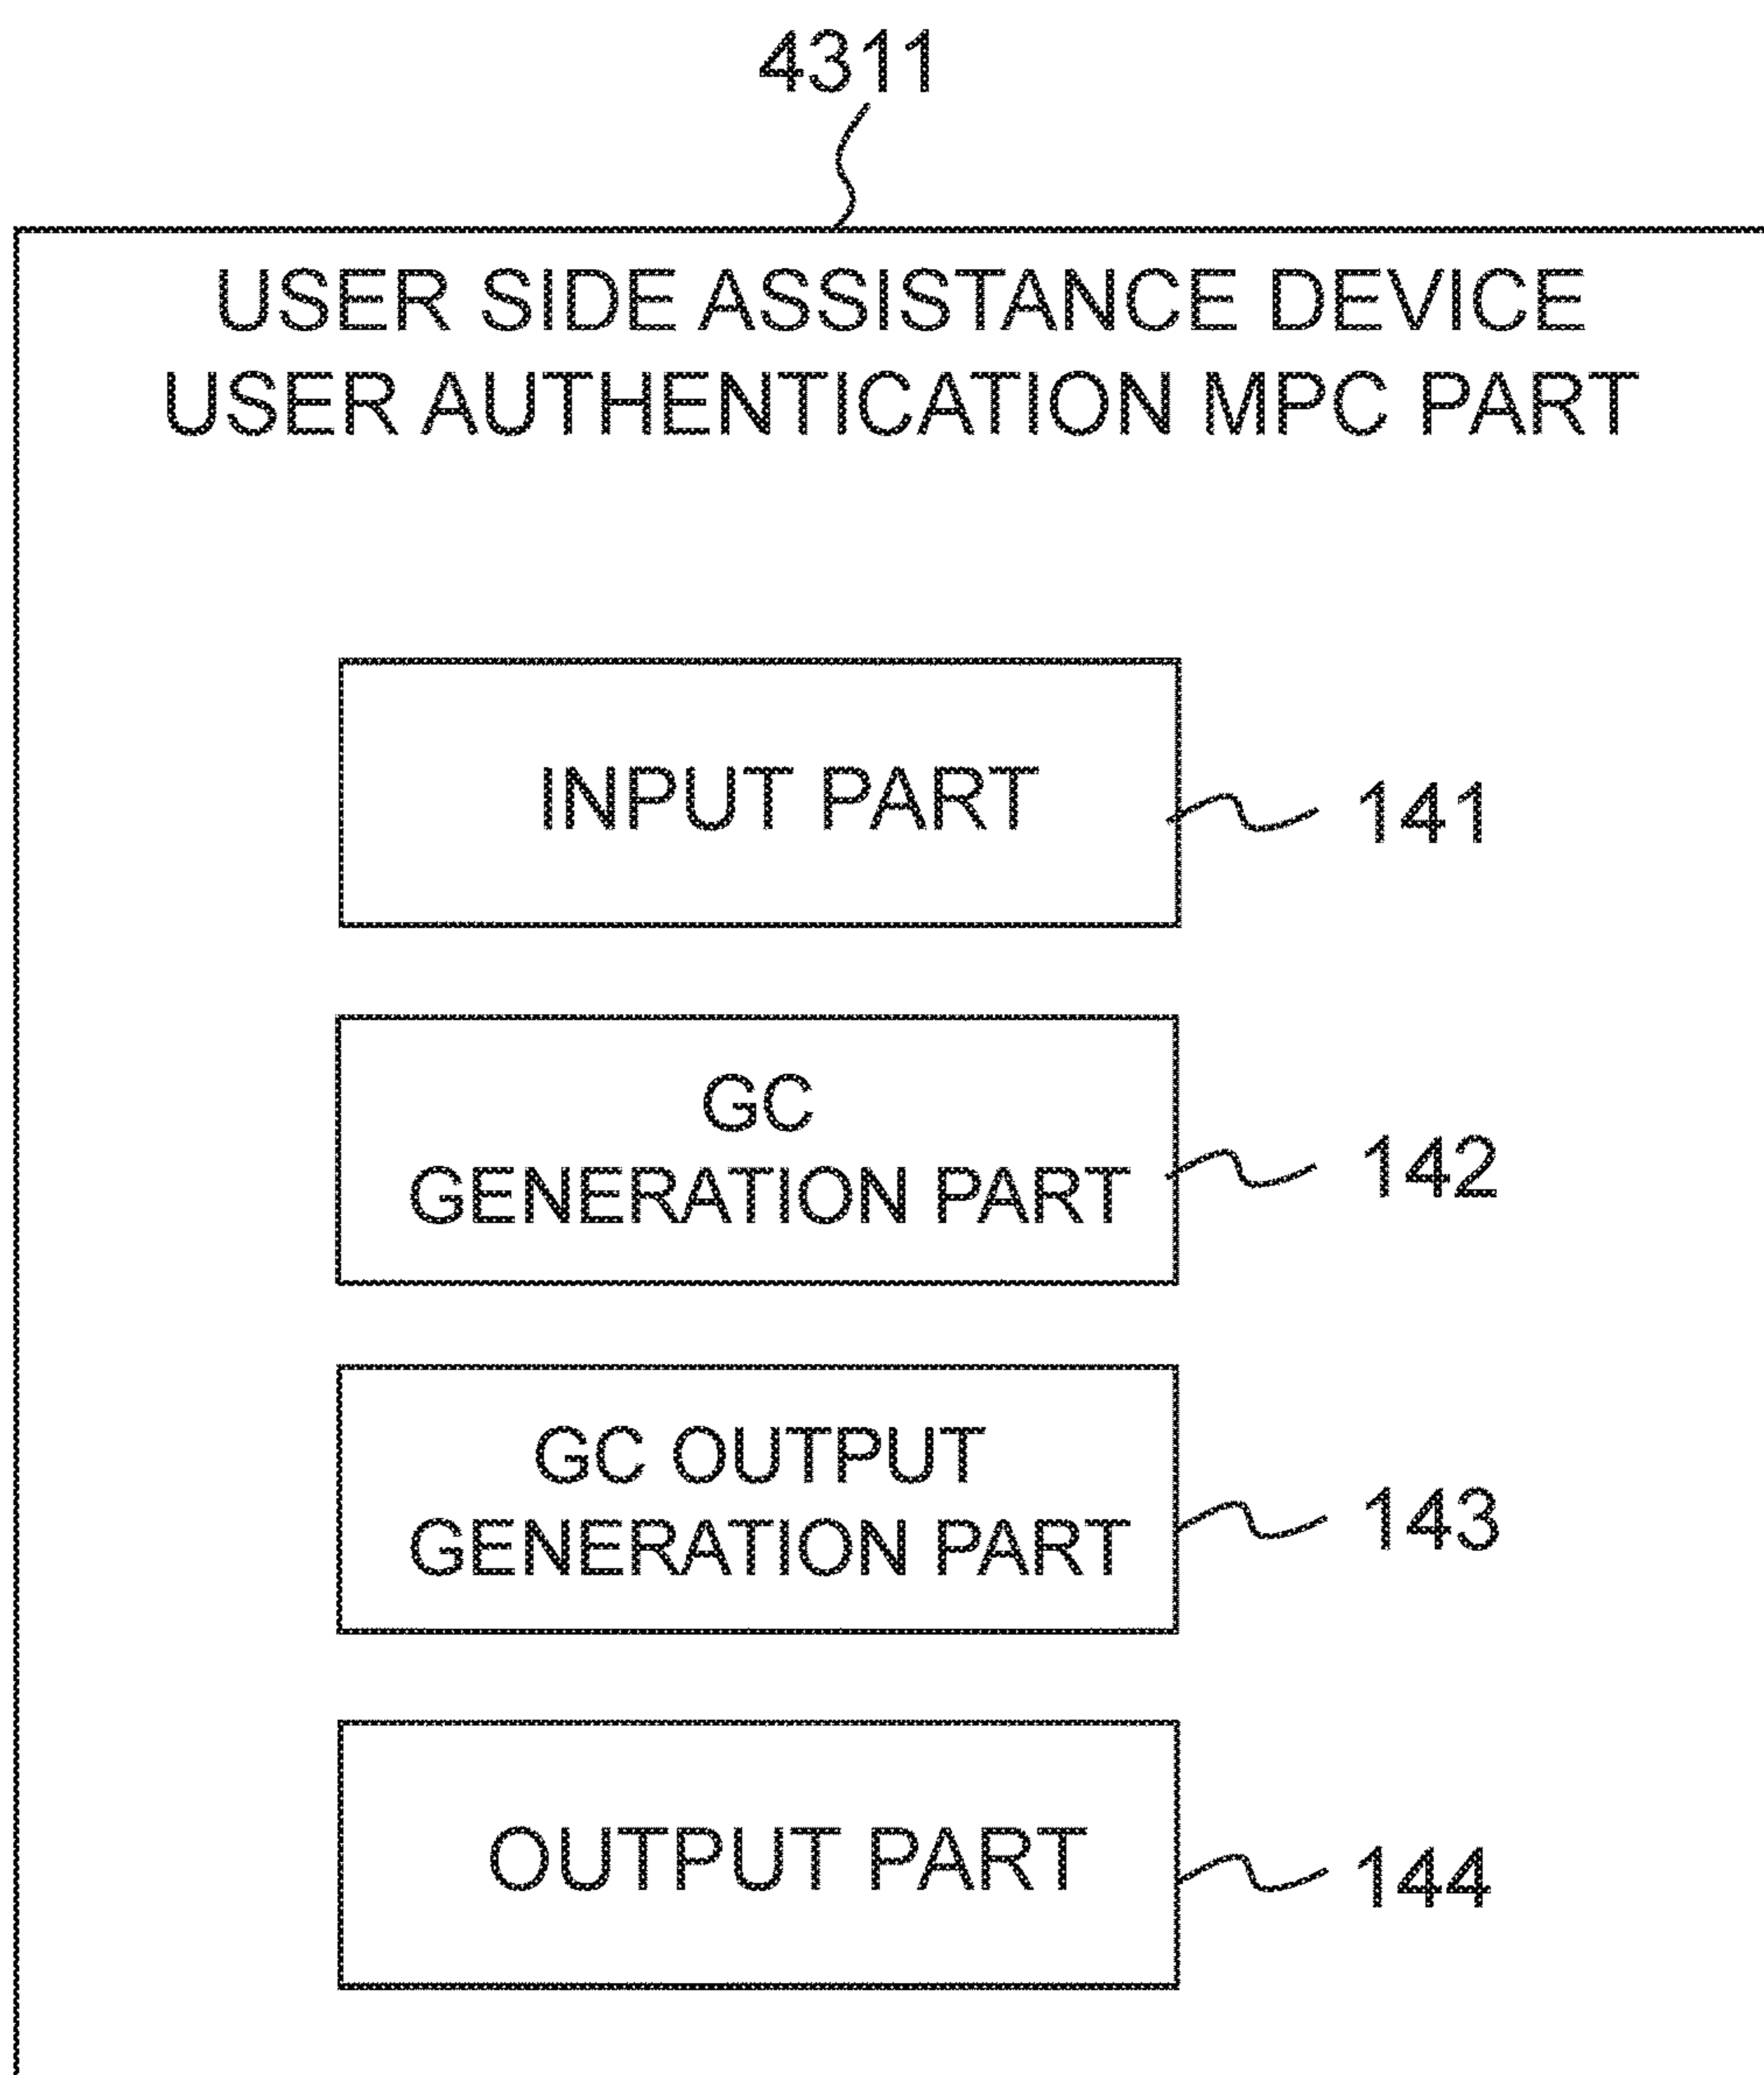 4311
USER SIDE ASSISTANCE DEVICE
USER AUTHENTICATION MPC PART
INPUT PART
141
GC
GENERATION PART
142
GC OUTPUT
GENERATION PART
143
OUTPUT PART
144